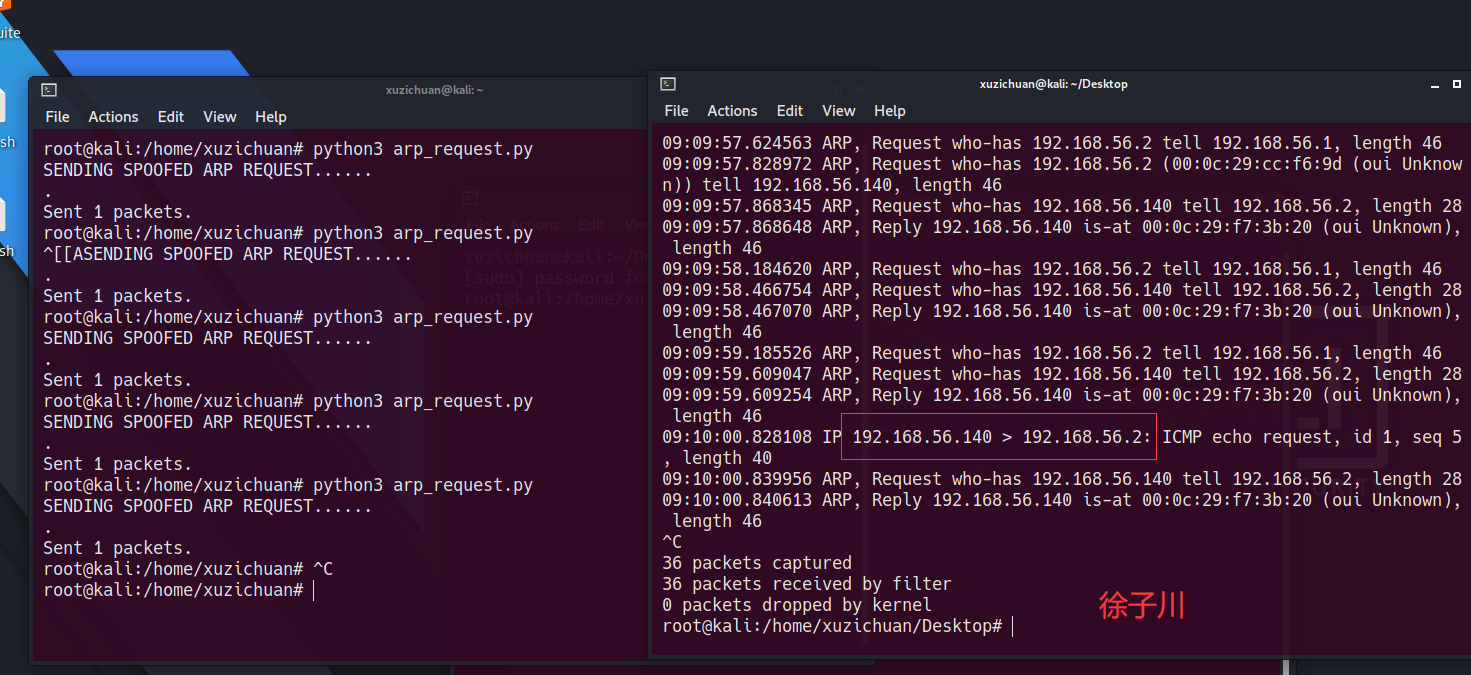 uite
sh
sh
xuzichuan@kali: ~
File Actions Edit View Help
root@kali:/home/xuzichuan# python3 arp_request.py
SENDING SPOOFED ARP REQUEST......
.
Sent 1 packets.
root@kali:/home/xuzichuan# python3 arp_request.py
^[[ASENDING SPOOFED ARP REQUEST......
.
Sent 1 packets.
root@kali:/home/xuzichuan# python3 arp_request.py
SENDING SPOOFED ARP REQUEST......
.
Sent 1 packets.
root@kali:/home/xuzichuan# python3 arp_request.py
SENDING SPOOFED ARP REQUEST......
.
Sent 1 packets.
root@kali:/home/xuzichuan# python3 arp_request.py
SENDING SPOOFED ARP REQUEST......
.
Sent 1 packets.
root@kali:/home/xuzichuan# ^C
root@kali:/home/xuzichuan#
File Actions Edit
xuzichuan@kali:~/De
[sudo] password fo
root@kali:/home/xu
xuzichuan@kali: ~/Desktop
File Actions Edit View Help
09:09:57.624563 ARP, Request who-has 192.168.56.2 tell 192.168.56.1, length 46
09:09:57.828972 ARP, Request who-has 192.168.56.2 (00:0c:29:cc:f6:9d (oui Unknow
n)) tell 192.168.56.140, length 46
09:09:57.868345 ARP, Request who-has 192.168.56.140 tell 192.168.56.2, length 28
09:09:57.868648 ARP, Reply 192.168.56.140 is-at 00:0c:29:f7:3b:20 (oui Unknown),
length 46
09:09:58.184620 ARP, Request who-has 192.168.56.2 tell 192.168.56.1, length 46
09:09:58.466754 ARP, Request who-has 192.168.56.140 tell 192.168.56.2, length 28
09:09:58.467070 ARP, Reply 192.168.56.140 is-at 00:0c:29:f7:3b:20 (oui Unknown),
length 46
09:09:59.185526 ARP, Request who-has 192.168.56.2 tell 192.168.56.1, length 46
09:09:59.609047 ARP, Request who-has 192.168.56.140 tell 192.168.56.2, length 28
09:09:59.609254 ARP, Reply 192.168.56.140 is-at 00:0c:29:f7:3b:20 (oui Unknown),
length 46
09:10:00.828108 IP 192.168.56.140 > 192.168.56.2: ICMP echo request, id 1, seq 5
, length 40
09:10:00.839956 ARP, Request who-has 192.168.56.140 tell 192.168.56.2, length 28
09:10:00.840613 ARP, Reply 192.168.56.140 is-at 00:0c:29:f7:3b:20 (oui Unknown),
length 46
^C
36 packets captured
36 packets received by filter
0 packets dropped by kernel
root@kali:/home/xuzichuan/Desktop#
徐子川